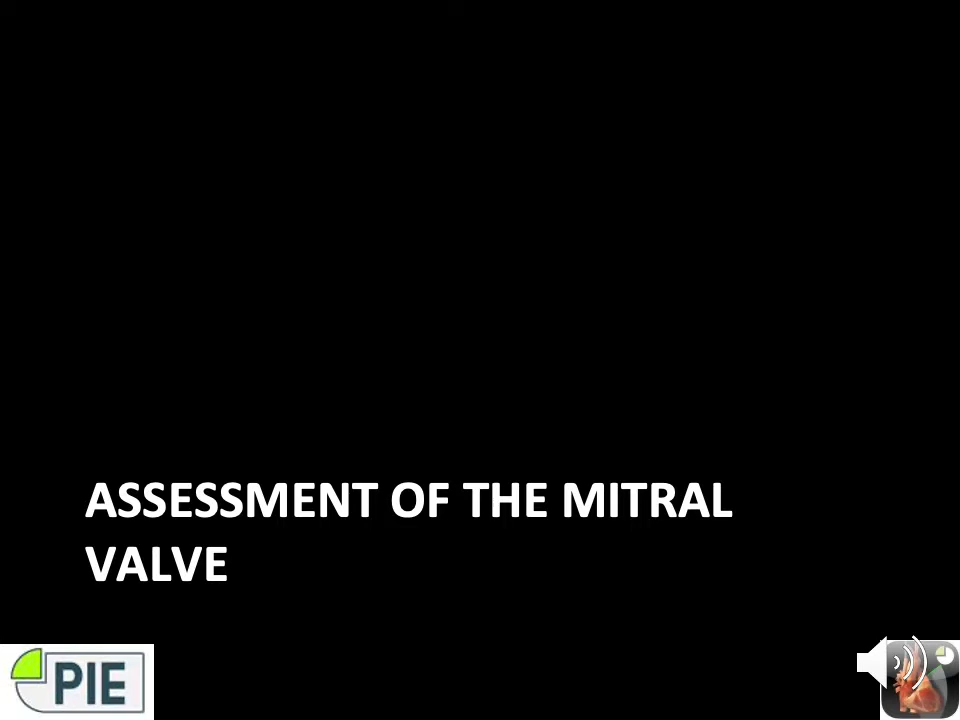 ASSESSMENT OF THE MITRAL
VALVE
PIE